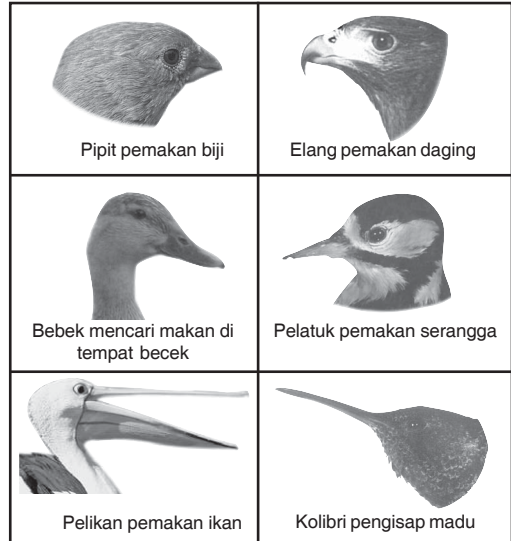 Pipit pemakan biji
Elang pemakan daging
Bebek mencari makan di
tempat becek
Pelatuk pemakan serangga
Pelikan pemakan ikan
Kolibri pengisap madu